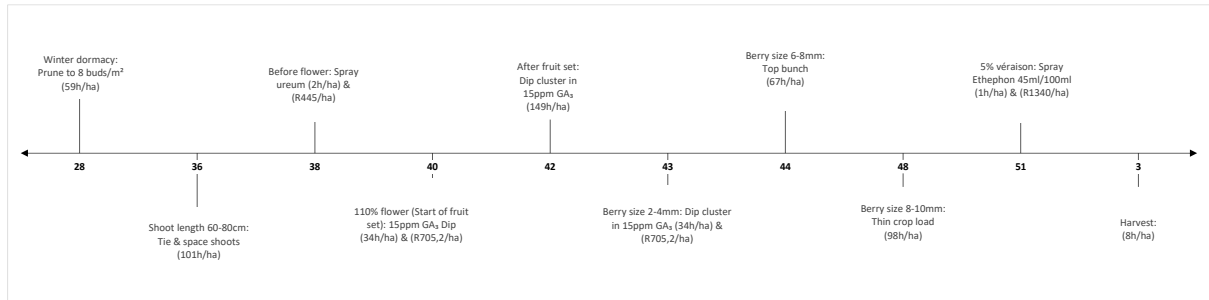 Winter dormacy:
Prune to 8 buds/m²
(59h/ha)
Before flower: Spray
ureum (2h/ha) &
(R445/ha)
After fruit set:
Dip cluster in
15ppm GA₃
(149h/ha)
Berry size 6-8mm:
Top bunch
(67h/ha)
5% véraison: Spray
Ethephon 45ml/100ml
(1h/ha) & (R1340/ha)
28 36 38 40 42 43 44 48 51 3
Shoot length 60-80cm:
Tie & space shoots
(101h/ha)
110% flower (Start of fruit
set): 15ppm GA₃ Dip
(34h/ha) & (R705,2/ha)
Berry size 2-4mm: Dip cluster
in 15ppm GA₃ (34h/ha) &
(R705,2/ha)
Berry size 8-10mm:
Thin crop load
(98h/ha)
Harvest:
(8h/ha)